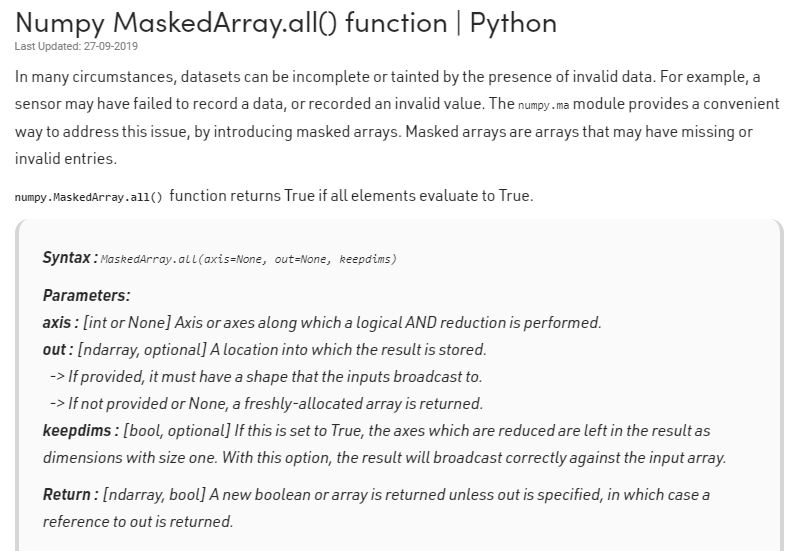 Numpy MaskedArray.all() function | Python
Last Updated: 27-09-2019
In many circumstances, datasets can be incomplete or tainted by the presence of invalid data. For example, a
sensor may have failed to record a data, or recorded an invalid value. The numpy.ma module provides a convenient
way to address this issue, by introducing masked arrays. Masked arrays are arrays that may have missing or
invalid entries.
numpy.MaskedArray.all() function returns True if all elements evaluate to True.
Syntax : MaskedArray.all(axis=None, out=None, keepdims)
Parameters:
axis : [int or None] Axis or axes along which a logical AND reduction is performed.
out : [ndarray, optional] A location into which the result is stored.
-> If provided, it must have a shape that the inputs broadcast to.
-> If not provided or None, a freshly-allocated array is returned.
keepdims : [bool, optional] If this is set to True, the axes which are reduced are left in the result as
dimensions with size one. With this option, the result will broadcast correctly against the input array.
Return : [ndarray, bool] A new boolean or array is returned unless out is specified, in which case a
reference to out is returned.